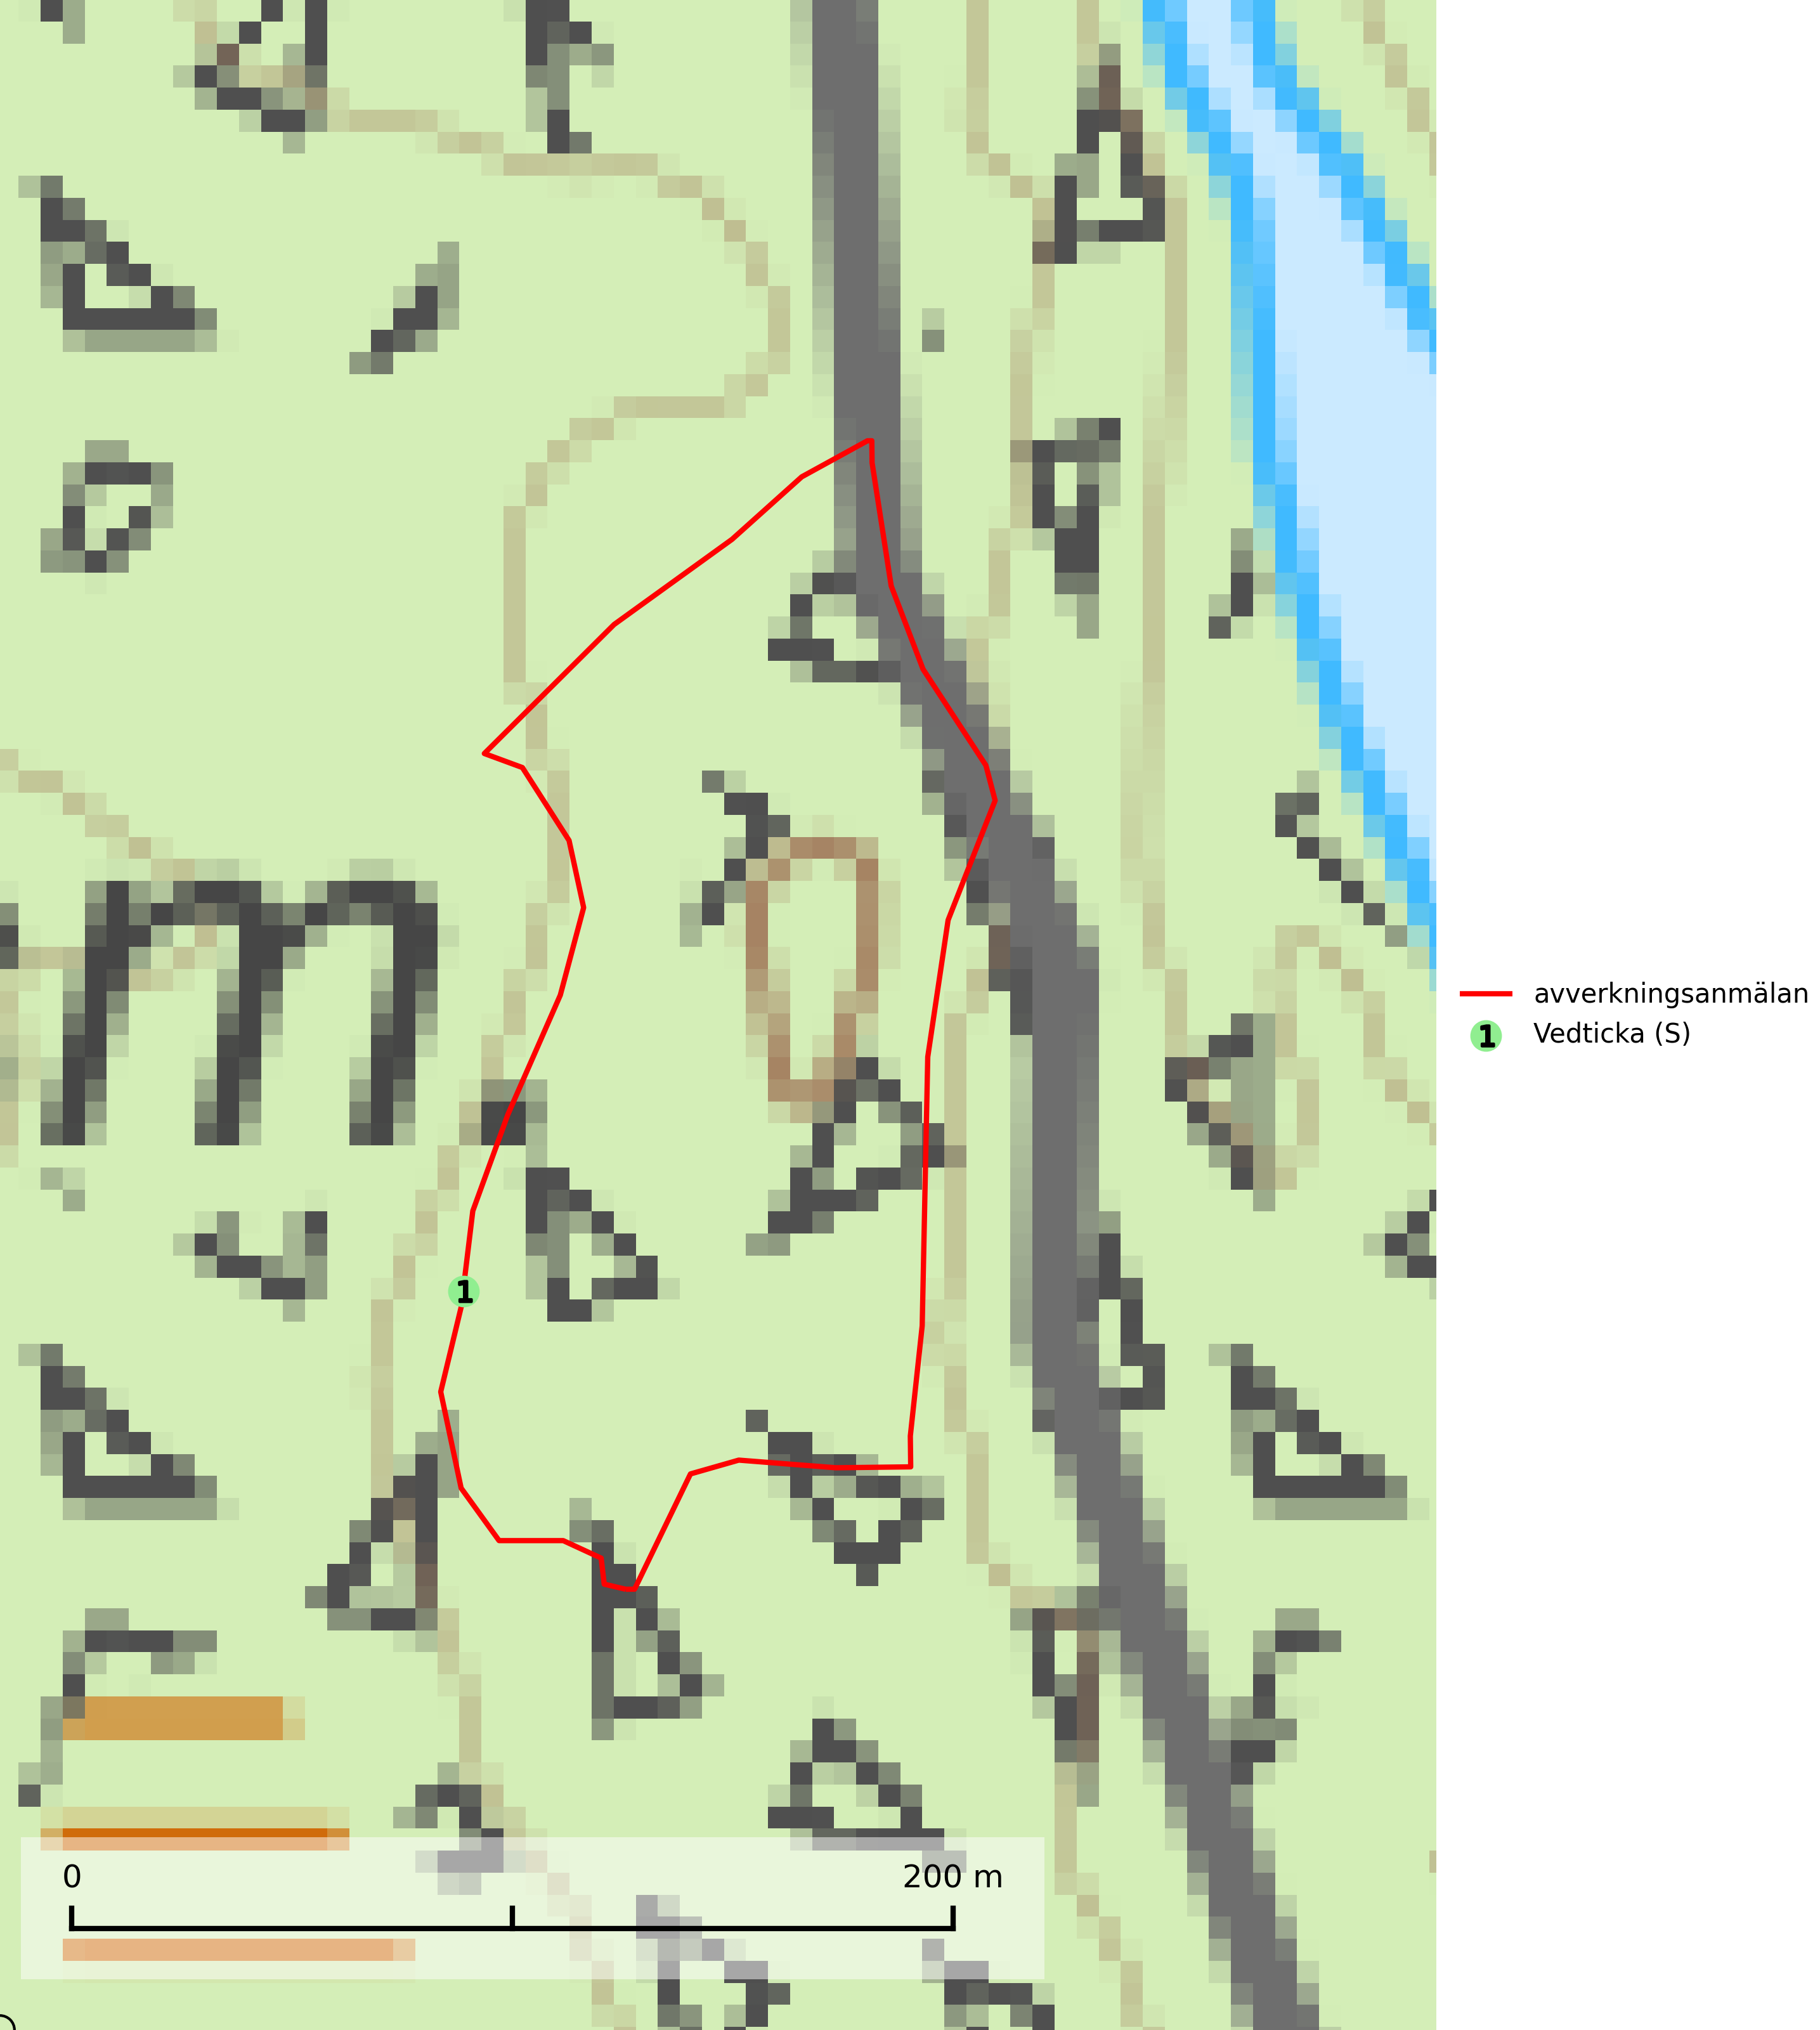 m
avverkningsanmälan
1 Vedticka (S)
1
0 200 m